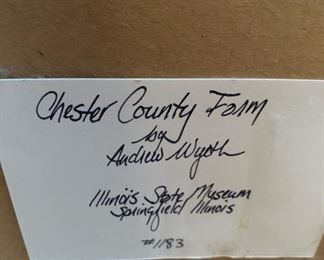 Chester County Farm
by
Andrew Wyeth
Illinois State Museum
Springfield Illinois
#1183